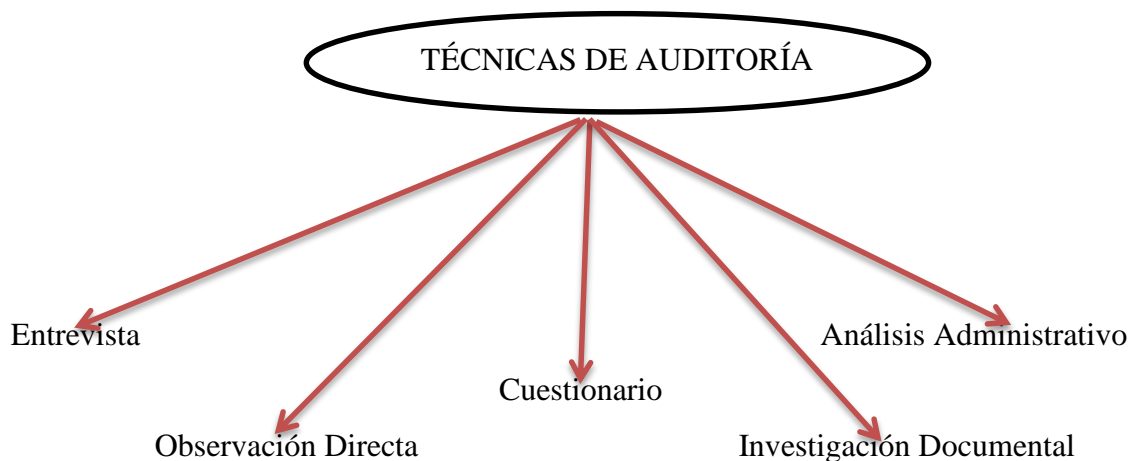 TÉCNICAS DE AUDITORÍA
Entrevista
Análisis Administrativo
Cuestionario
Observación Directa
Investigación Documental